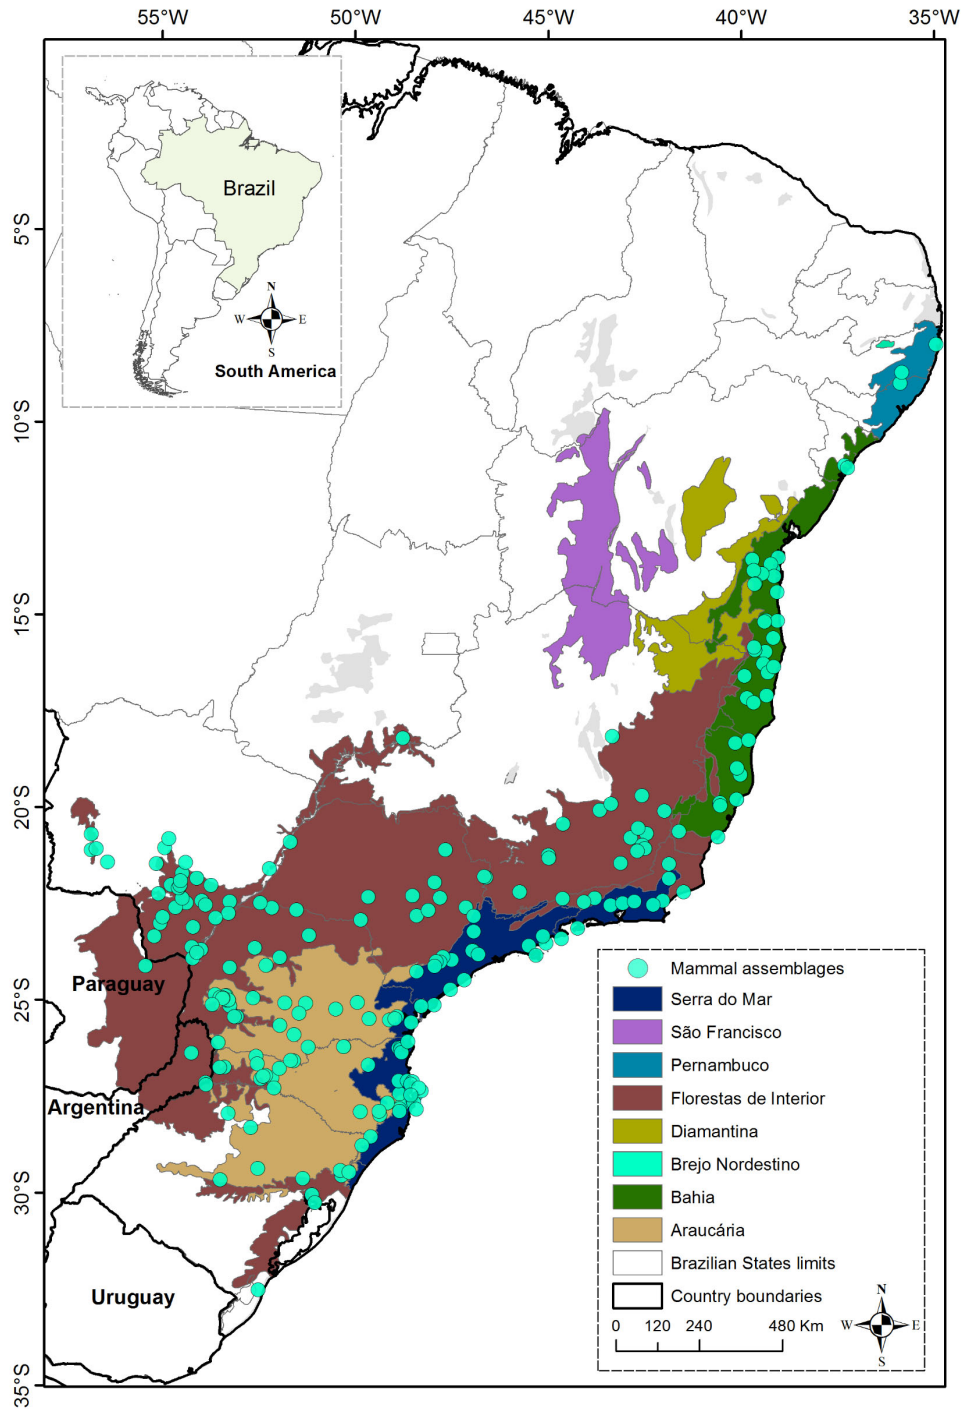 55°W 50°W 45°W 40°W 35°W
5°S
10°S
15°S
20°S
25°S
30°S
35°S
Brazil
N
W E
S
South America
Paraguay
Argentina
Uruguay
Mammal assemblages
Serra do Mar
São Francisco
Pernambuco
Florestas de Interior
Diamantina
Brejo Nordestino
Bahia
Araucária
Brazilian States limits
Country boundaries
0 120 240 480 Km
N
W E
S